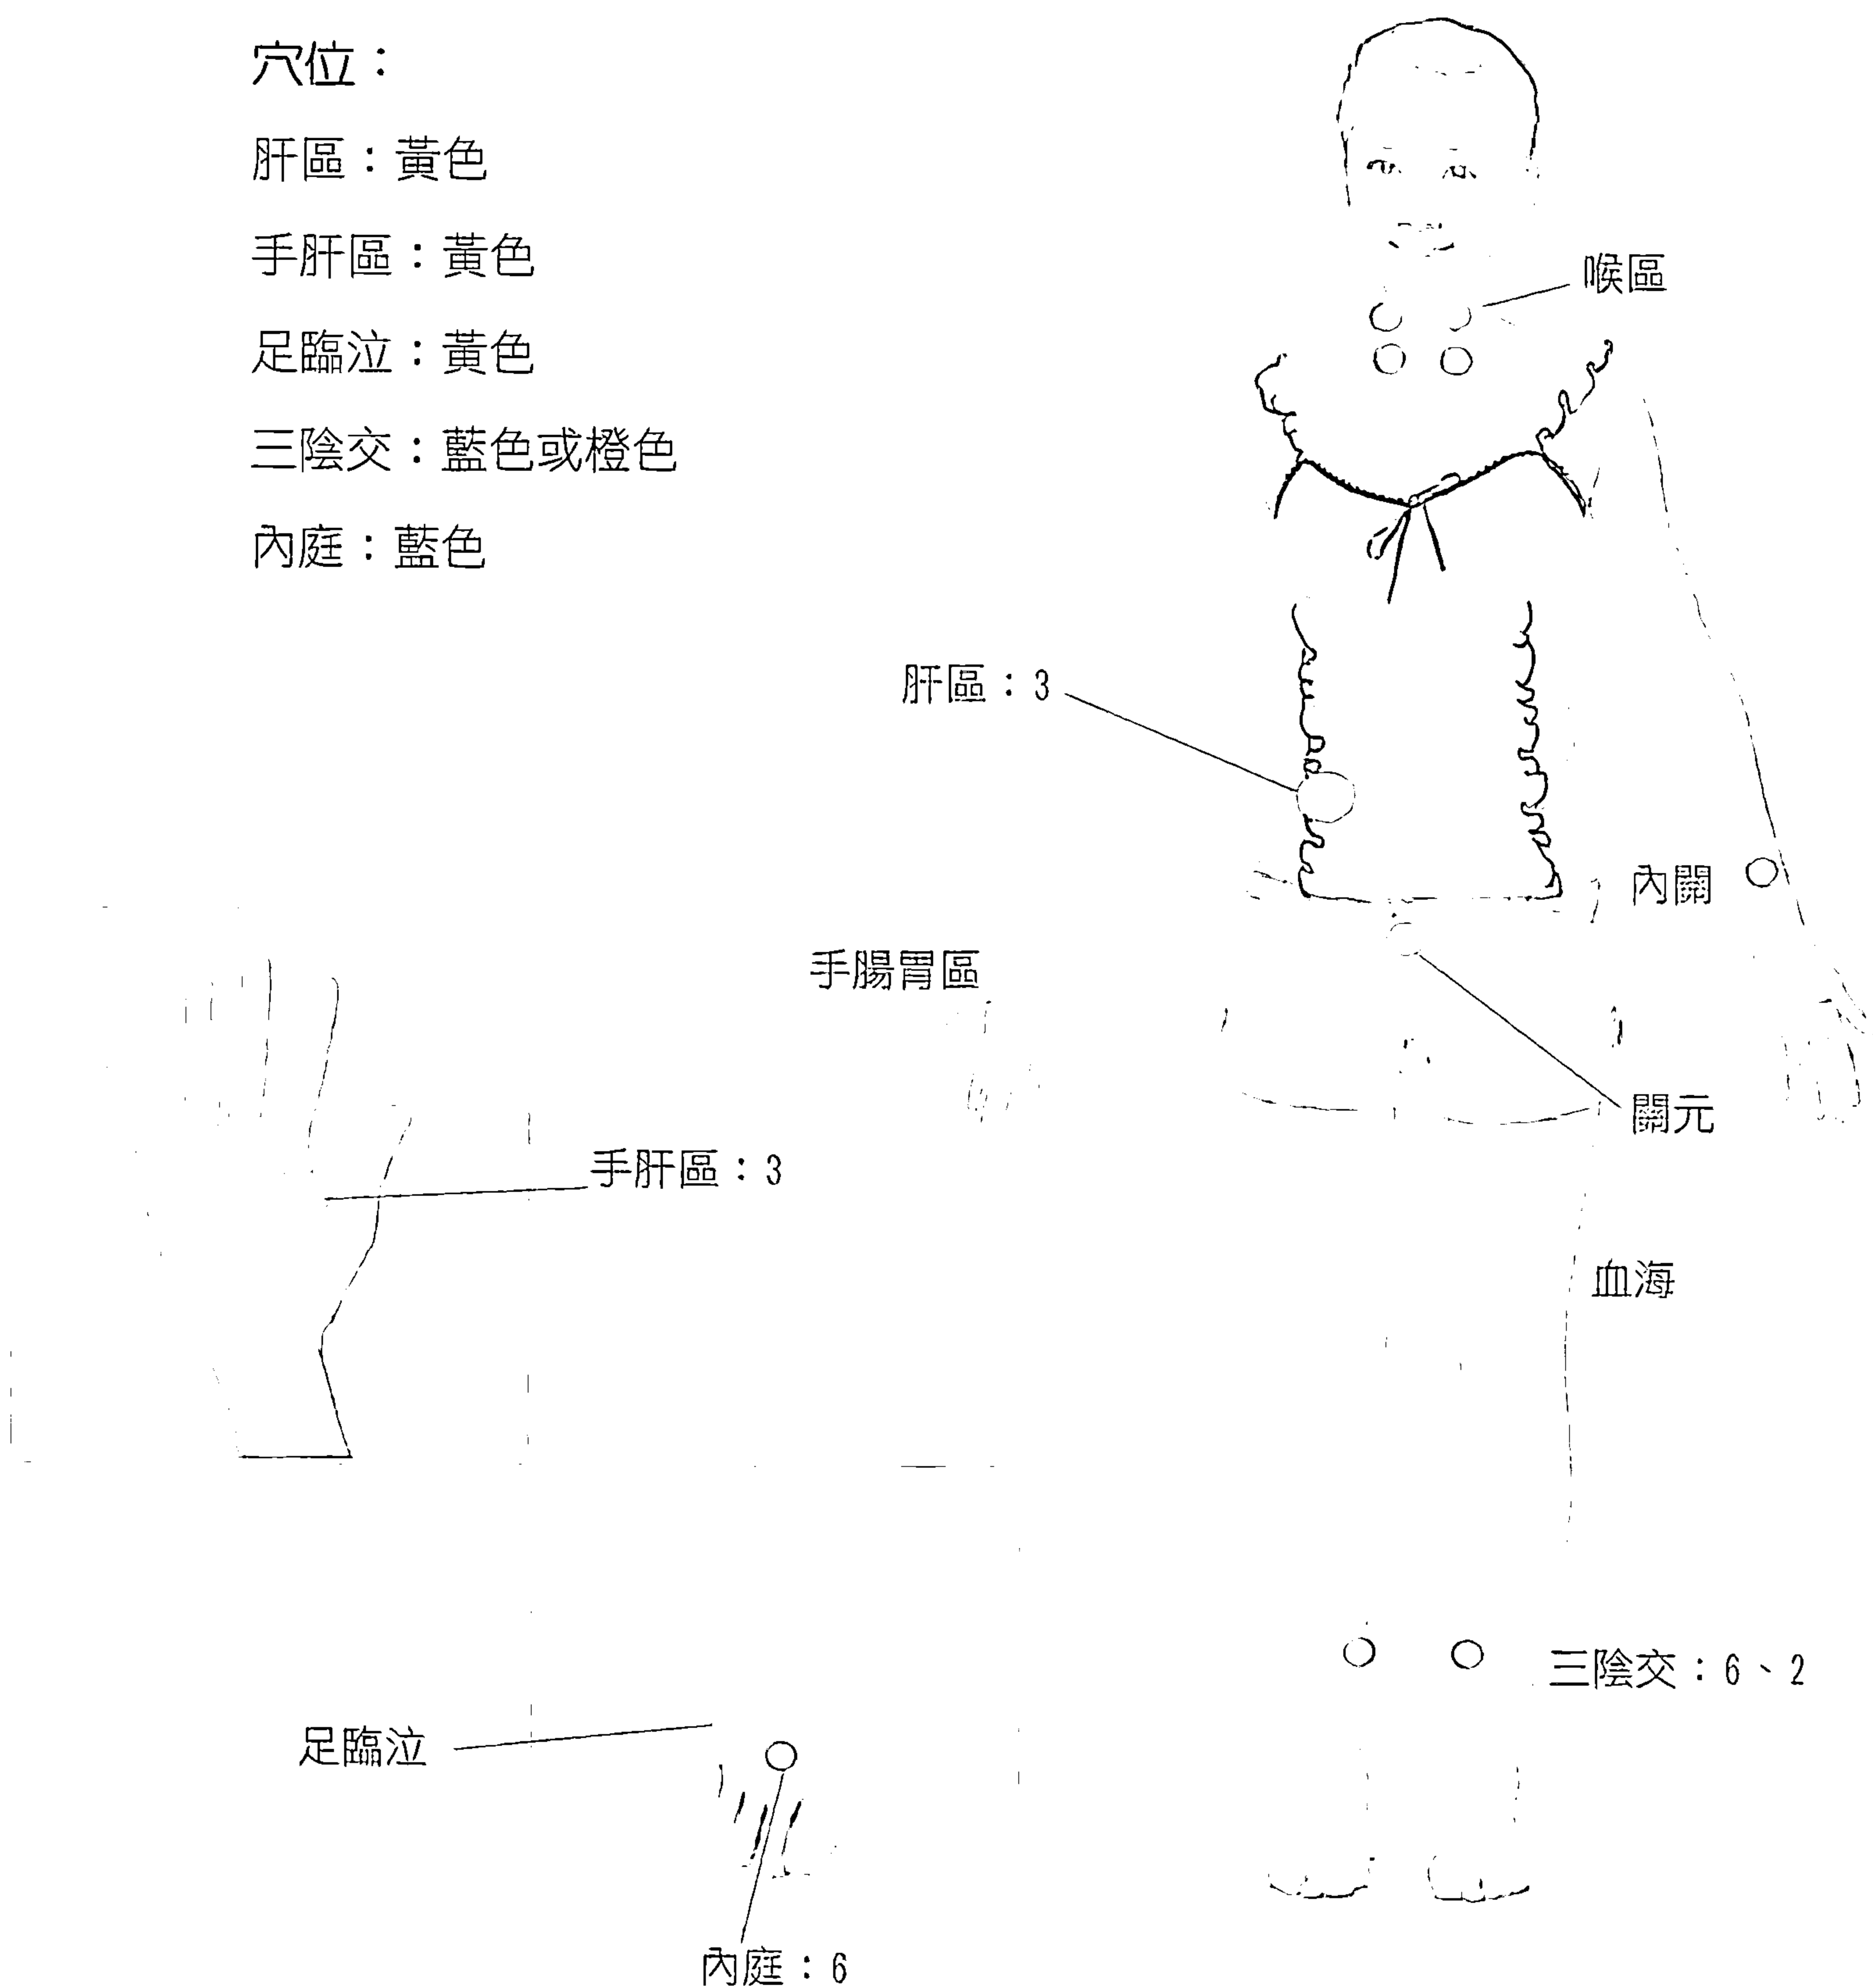 穴位：
肝區：黃色
手肝區：黃色
足臨泣：黃色
三陰交：藍色或橙色
內庭：藍色
喉區
肝區：3
內關
手腸胃區
關元
手肝區：3
血海
三陰交：6、2
足臨泣
內庭：6